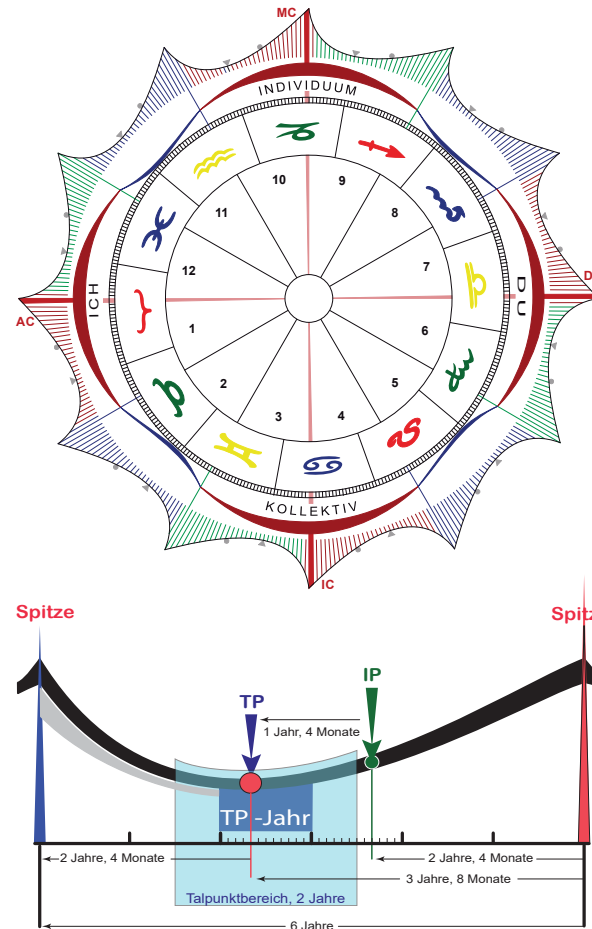 MC
INDIVIDUUM
10
9
11
8
12
7
ICH
DU
D
AC
1
6
2
5
3
4
KOLLEKTIV
IC
Spitze
Spitz
TP
IP
1 Jahr, 4 Monate
TP -Jahr
2 Jahre, 4 Monate
2 Jahre, 4 Monate
3 Jahre, 8 Monate
Talpunktbereich, 2 Jahre
6 Jahre